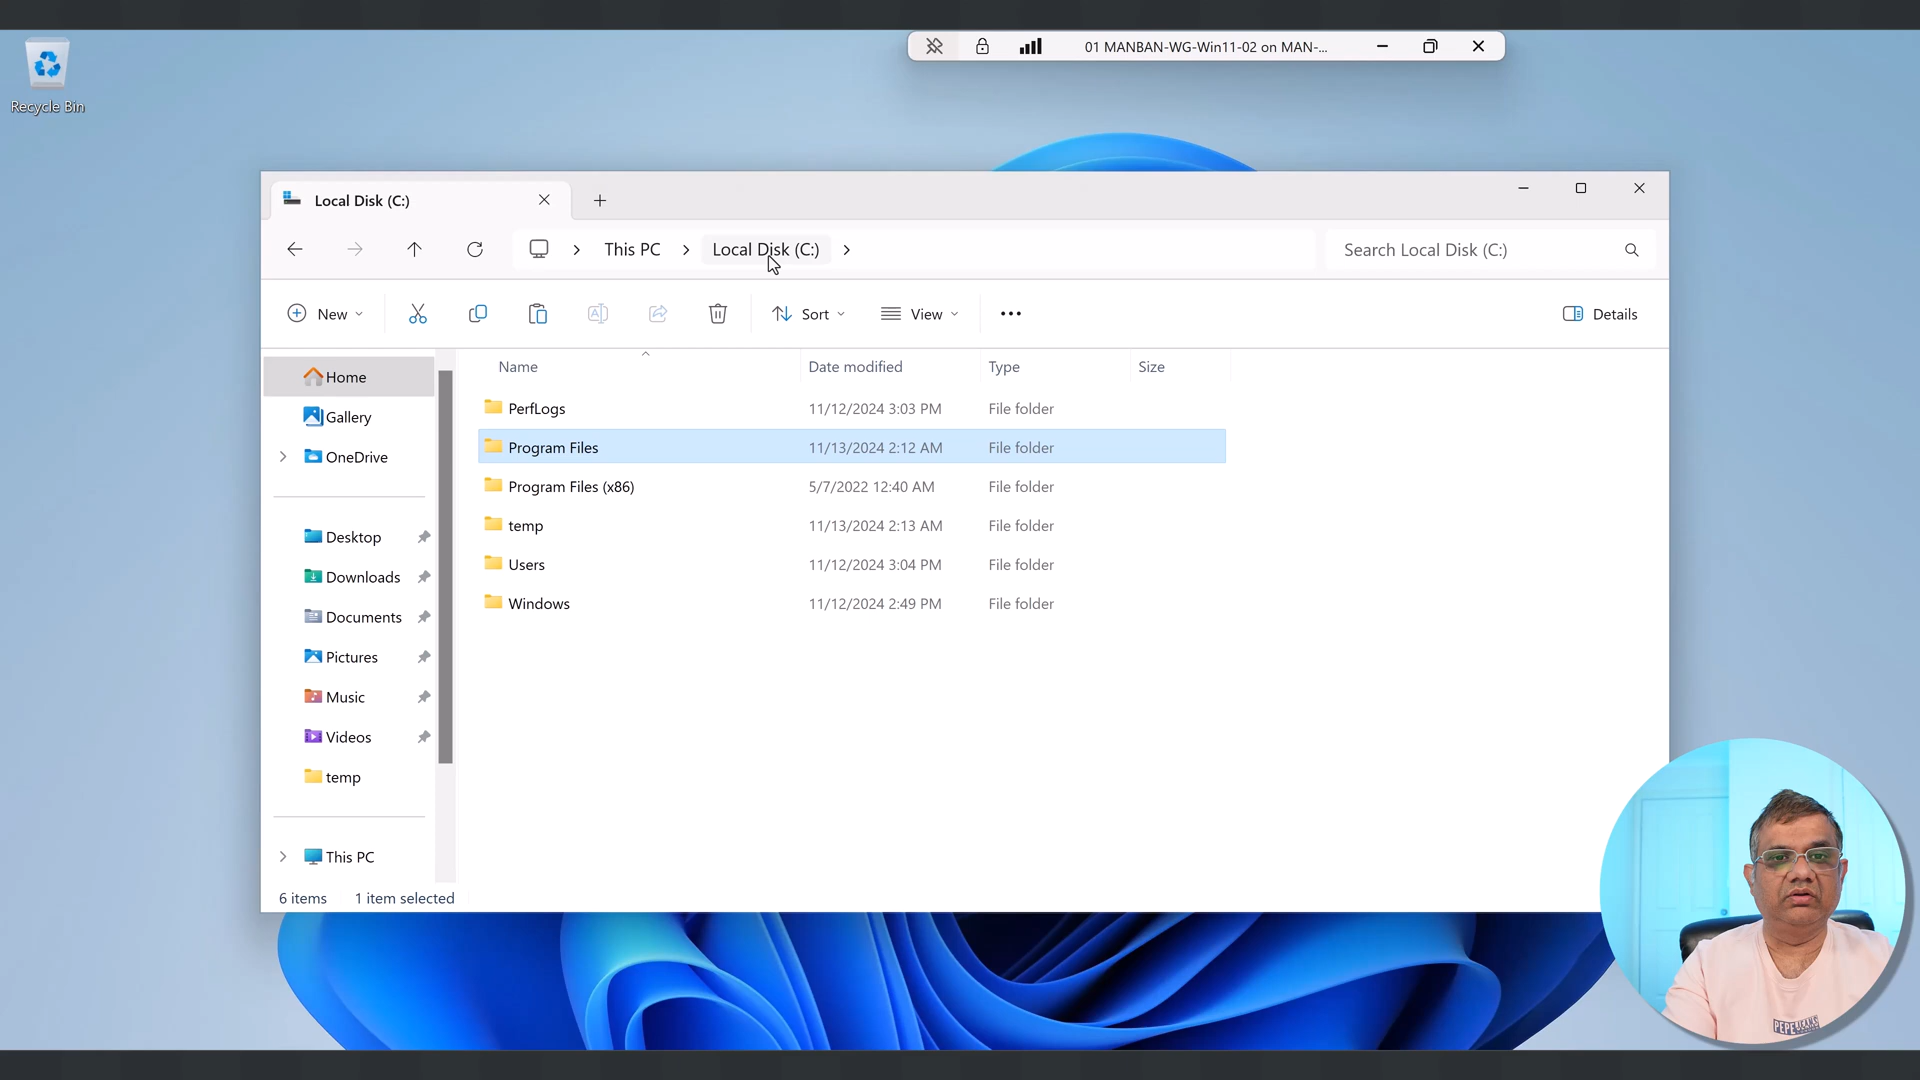 Recycle Bin
01 MANBAN-WG-Win11-02 on MAN-...
Local Disk (C:)
This PC
Local Disk (C:)
Search Local Disk (C:)
New
Sort
View
Details
Name Date modified Type Size
PerfLogs 11/12/2024 3:03 PM File folder
Program Files 11/13/2024 2:12 AM File folder
Program Files (x86) 5/7/2022 12:40 AM File folder
temp 11/13/2024 2:13 AM File folder
Users 11/12/2024 3:04 PM File folder
Windows 11/12/2024 2:49 PM File folder
Home
Gallery
OneDrive
Desktop
Downloads
Documents
Pictures
Music
Videos
temp
This PC
6 items 1 item selected